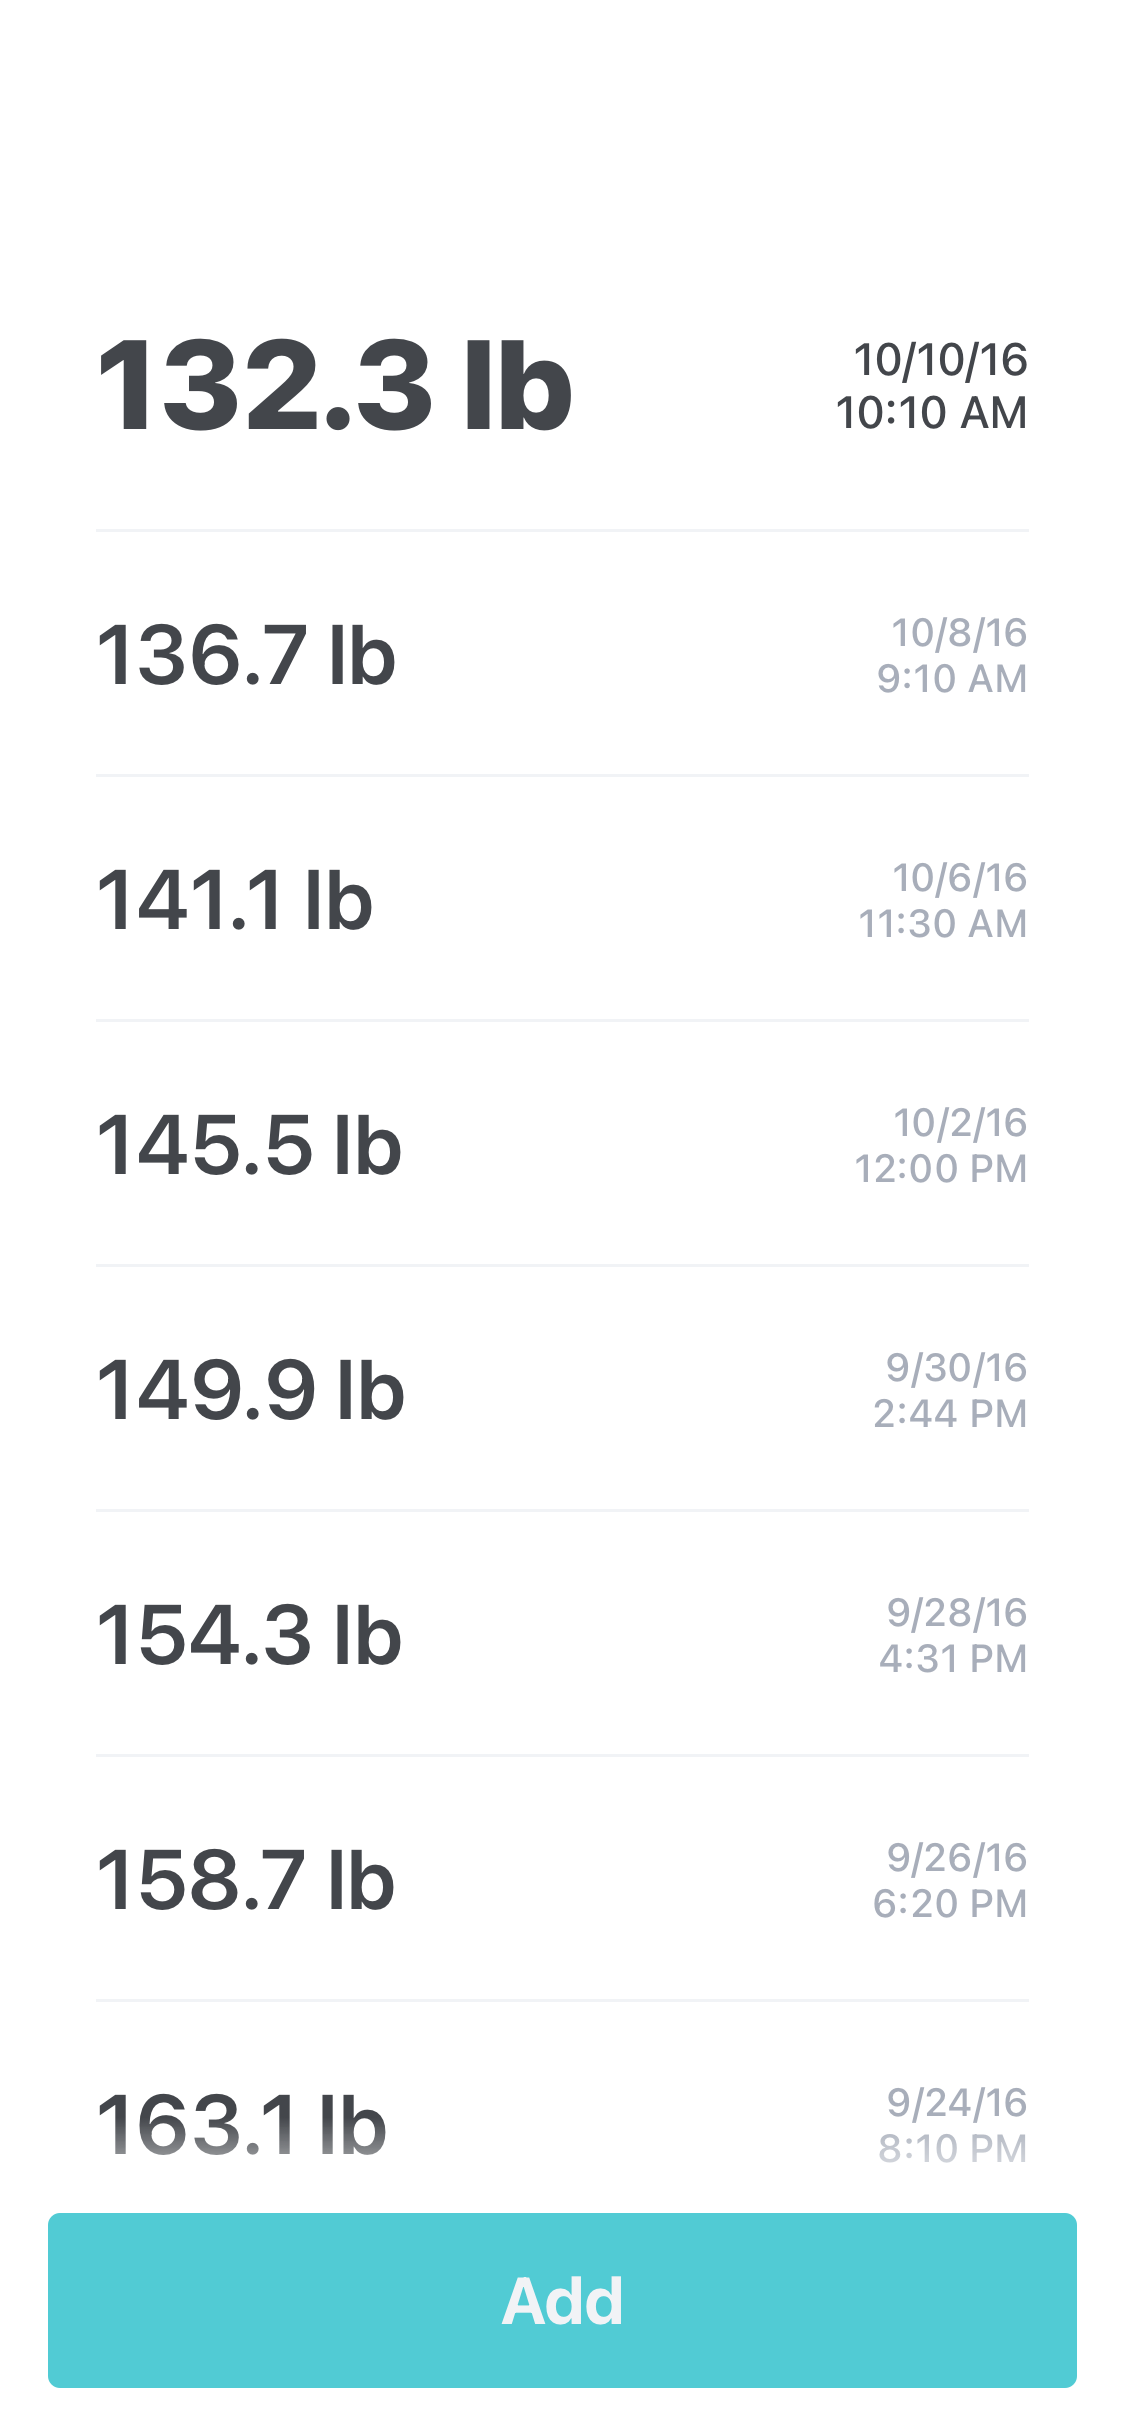 132.3 lb
10/10/16
10:10 AM
136.7 lb
10/8/16
9:10 AM
141.1 lb
10/6/16
11:30 AM
145.5 lb
10/2/16
12:00 PM
149.9 lb
9/30/16
2:44 PM
154.3 lb
9/28/16
4:31 PM
158.7 lb
9/26/16
6:20 PM
163.1 lb
9/24/16
8:10 PM
Add